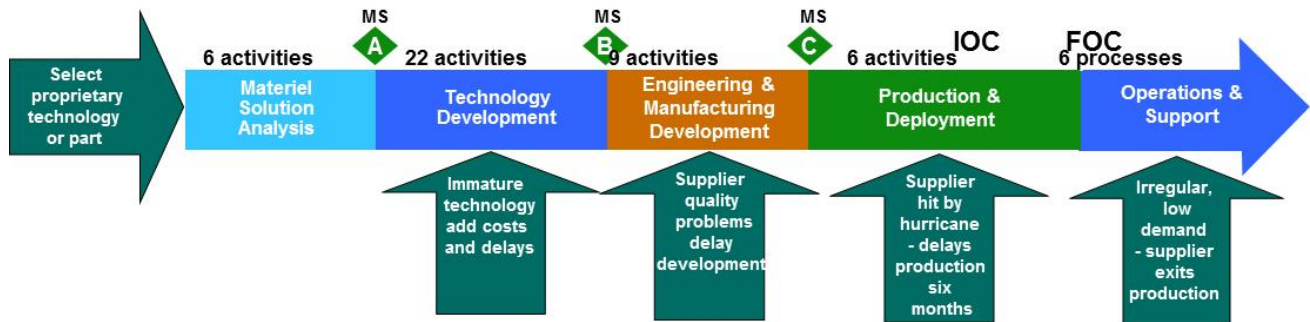 MS
MS
MS
A
B
C
IOC
FOC
6 activities
22 activities
9 activities
6 activities
6 processes
Select
proprietary
technology
or part
Materiel
Solution
Analysis
Technology
Development
Engineering &
Manufacturing
Development
Production &
Deployment
Operations &
Support
Immature
technology
add costs
and delays
Supplier
quality
problems
delay
development
Supplier
hit by
hurricane
- delays
production
six
months
Irregular,
low
demand
- supplier
exits
production